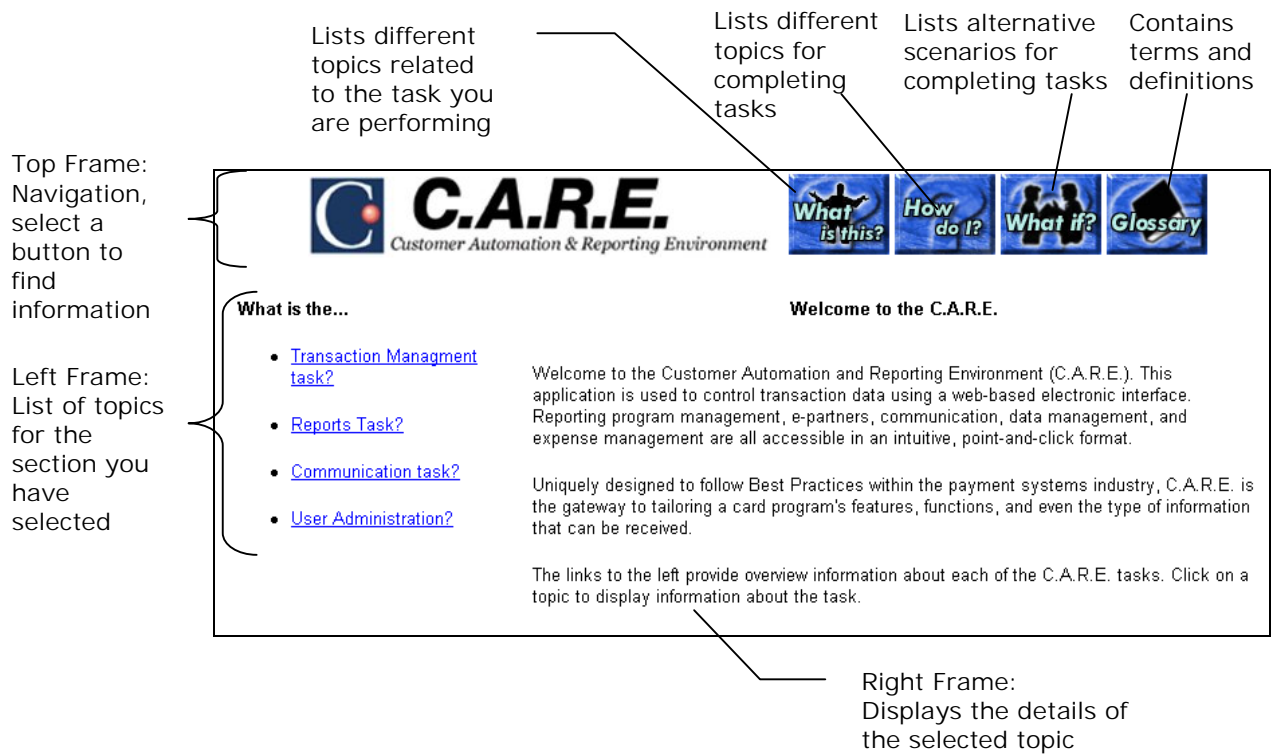 Lists different
topics related
to the task you
are performing
Lists different
topics for
completing
tasks
Lists alternative
scenarios for
completing tasks
Contains
terms and
definitions
Top Frame:
Navigation,
select a
button to
find
information
C C.A.R.E.
Customer Automation & Reporting Environment
What
is this?
How
do I?
What if?
Glossary
Left Frame:
List of topics
for the
section you
have
selected
What is the...
• Transaction Managment
task?
• Reports Task?
• Communication task?
• User Administration?
Welcome to the C.A.R.E.
Welcome to the Customer Automation and Reporting Environment (C.A.R.E.). This
application is used to control transaction data using a web-based electronic interface.
Reporting program management, e-partners, communication, data management, and
expense management are all accessible in an intuitive, point-and-click format.
Uniquely designed to follow Best Practices within the payment systems industry, C.A.R.E. is
the gateway to tailoring a card program's features, functions, and even the type of information
that can be received.
The links to the left provide overview information about each of the C.A.R.E. tasks. Click on a
topic to display information about the task.
Right Frame:
Displays the details of
the selected topic